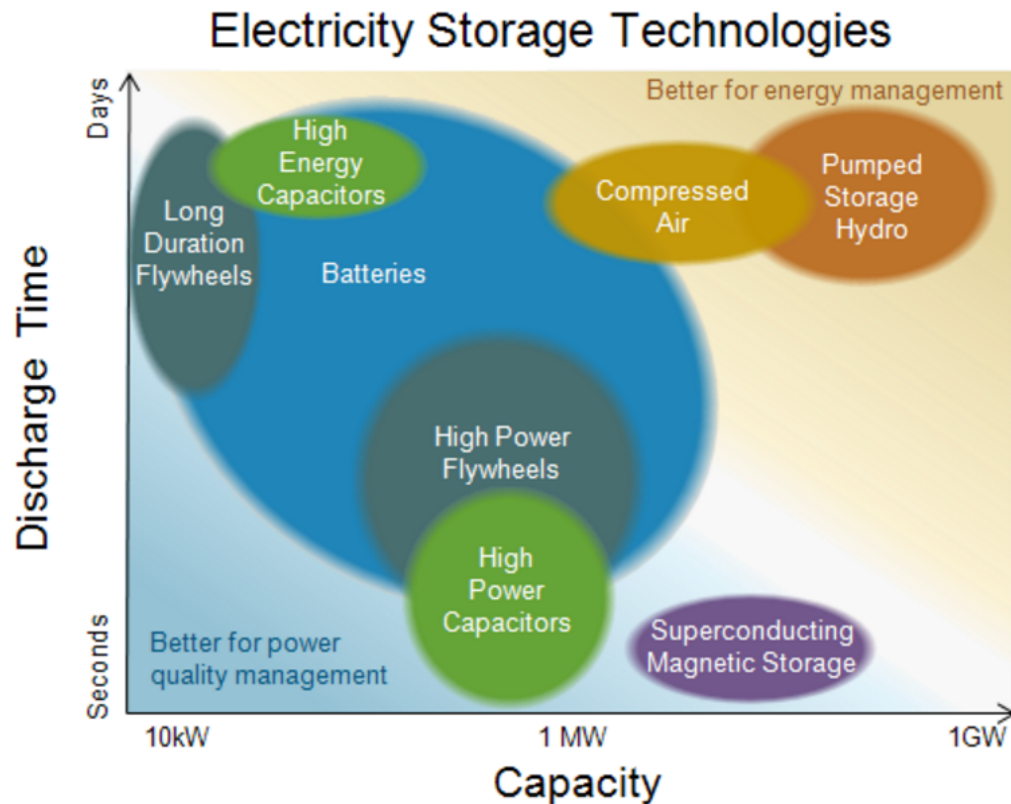 Electricity Storage Technologies
Days
Better for energy management
High
Energy
Capacitors
Pumped
Storage
Hydro
Compressed
Air
Long
Duration
Flywheels
Batteries
Discharge Time
High Power
Flywheels
High
Power
Capacitors
Superconducting
Magnetic Storage
Better for power
quality management
Seconds
10kW
1 MW
1GW
Capacity